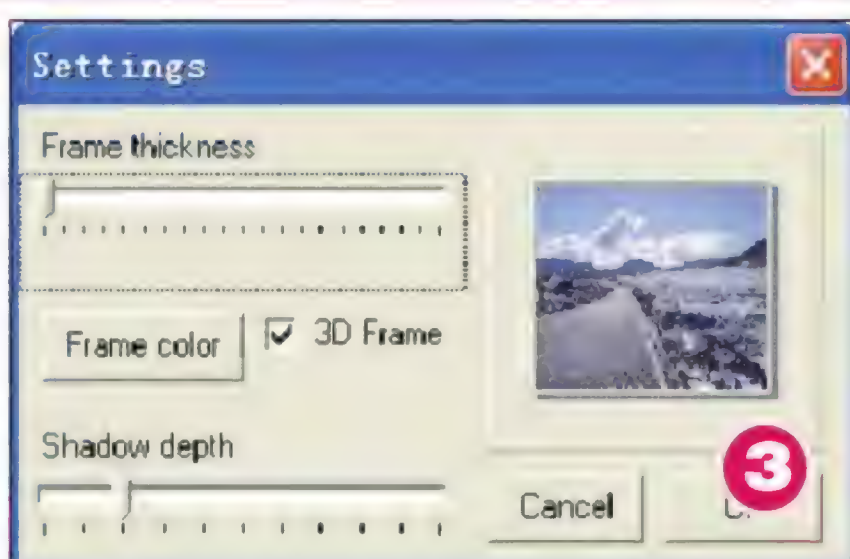 Settings
Frame thickness
Frame color
3D Frame
Shadow depth
Cancel
3